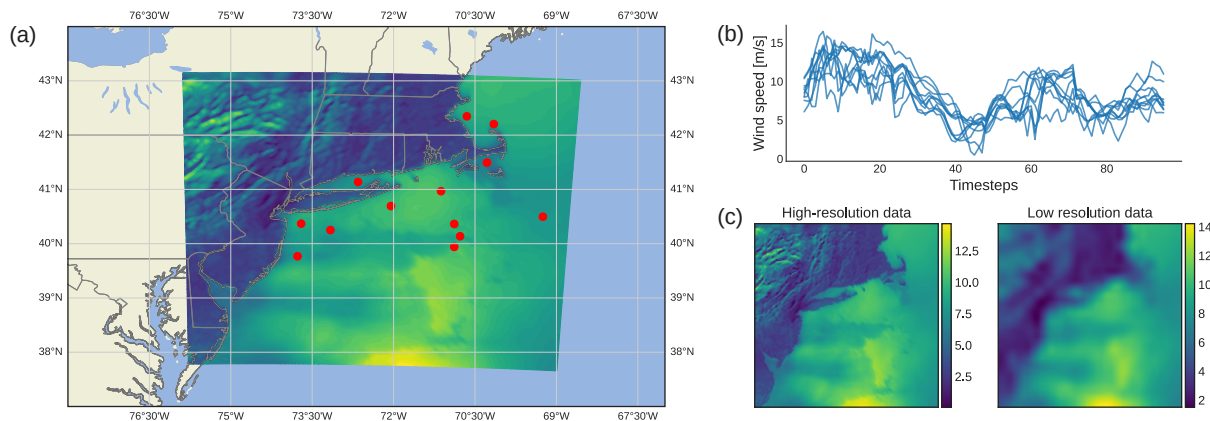 (a)
76°30'W 75°W 73°30'W 72°W 70°30'W 69°W 67°30'W
43°N 43°N
42°N 42°N
41°N 41°N
40°N 40°N
39°N 39°N
38°N 38°N
76°30'W 75°W 73°30'W 72°W 70°30'W 69°W 67°30'W
(b)
Wind speed [m/s]
15
10
5
0
0 20 40 60 80
Timesteps
(c)
High-resolution data
12.5
10.0
7.5
5.0
2.5
Low resolution data
14
12
10
8
6
4
2